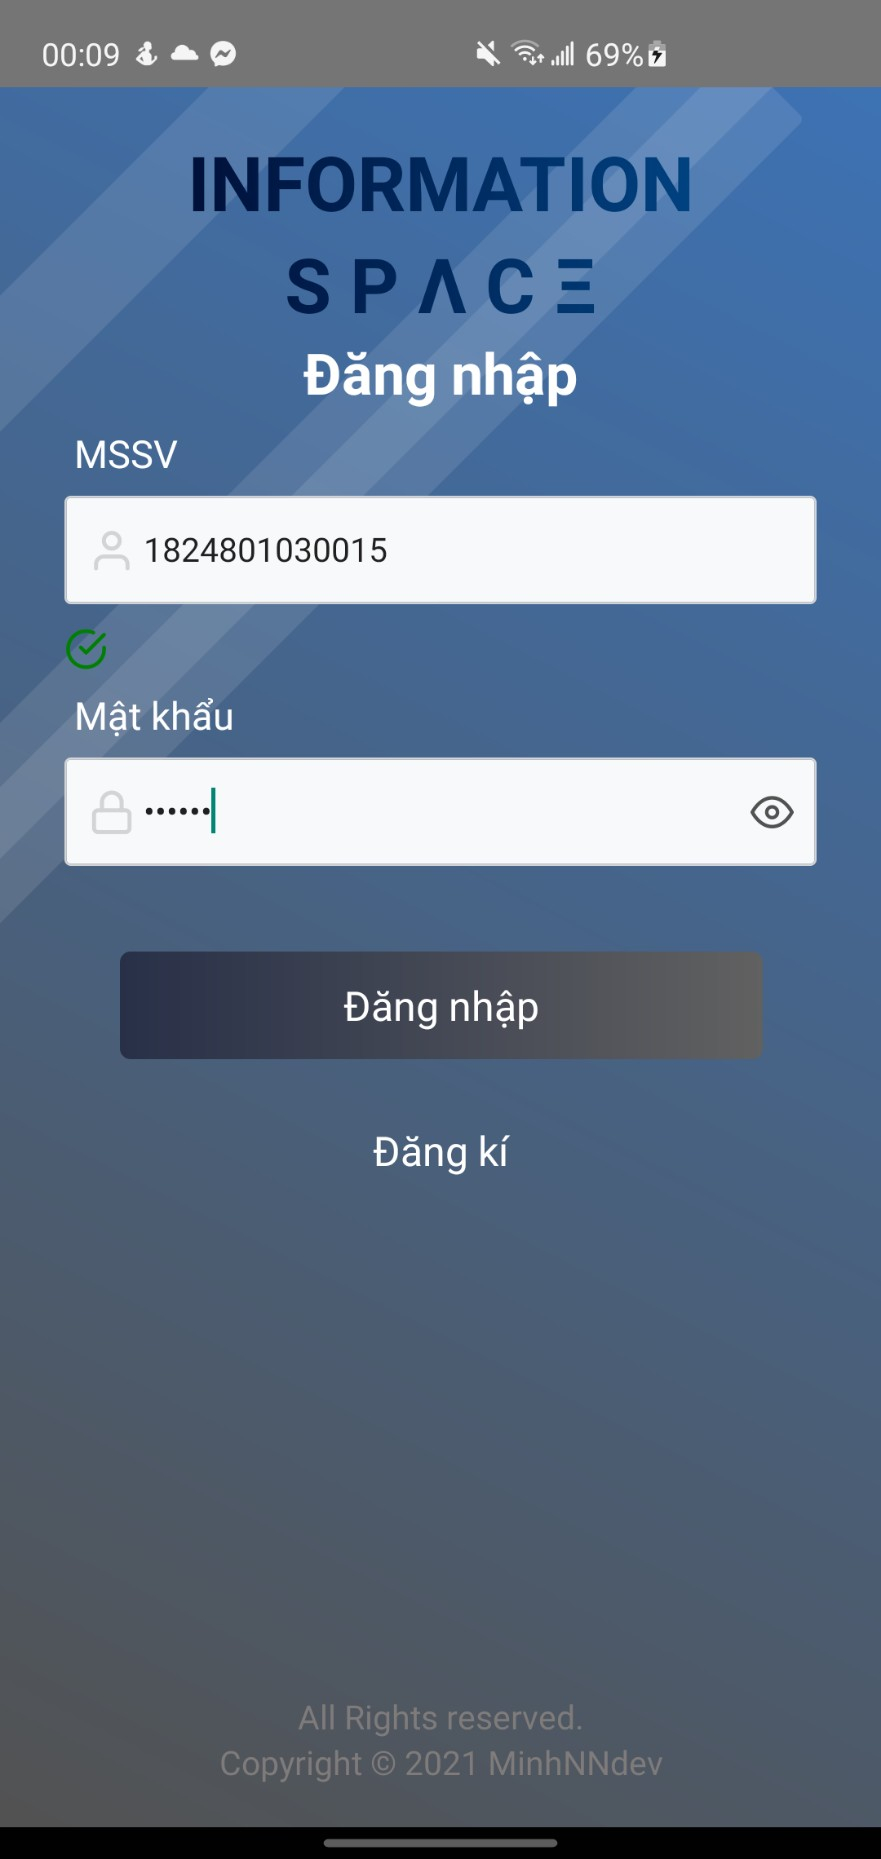 00:09 69%
INFORMATION
SPΛCΞ
Đăng nhập
MSSV
1824801030015
Mật khẩu
••••••
Đăng nhập
Đăng kí
All Rights reserved.
Copyright © 2021 MinhNNdev